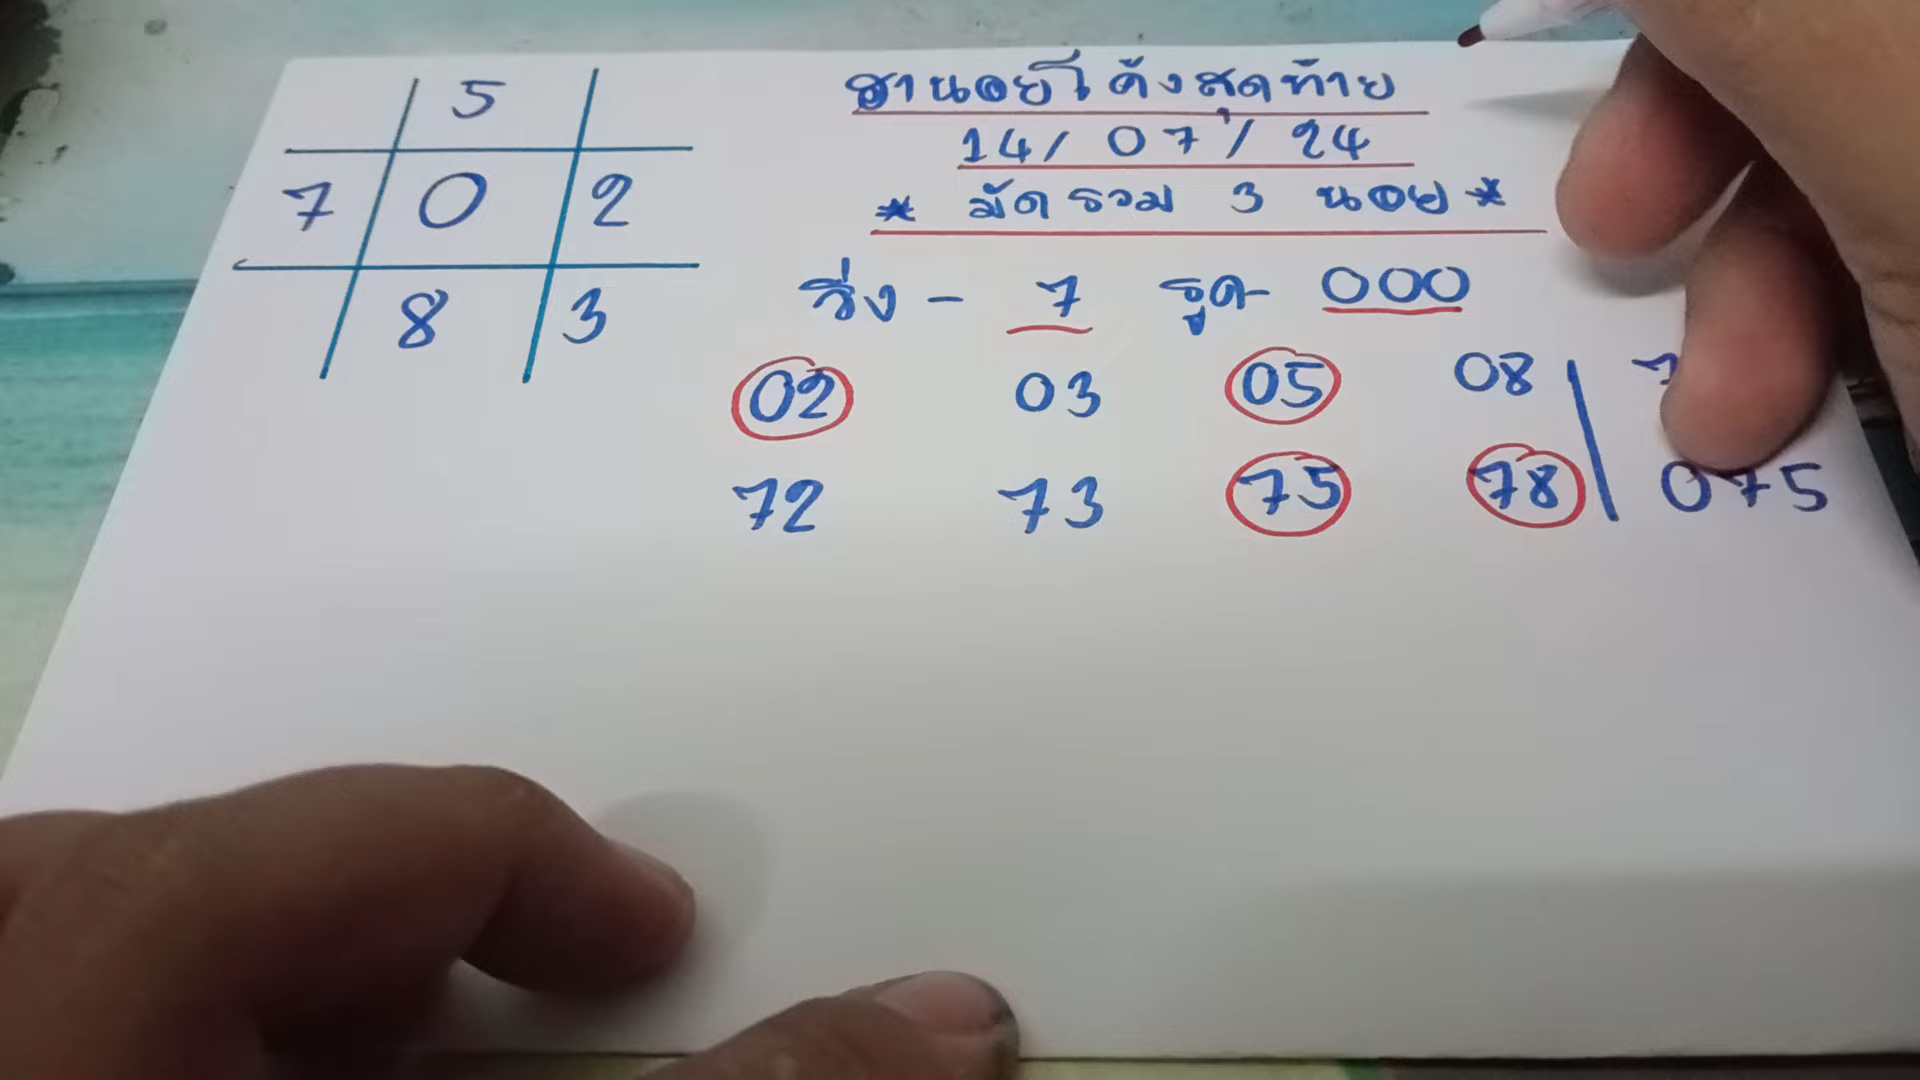 5
7 0 2
8 3
ฮานอยโค้งสุดท้าย
14/07/24
* มัดรวม 3 นอย *
วิ่ง - 7 รูด- 000
02 03 05 08
72 73 75 78 075